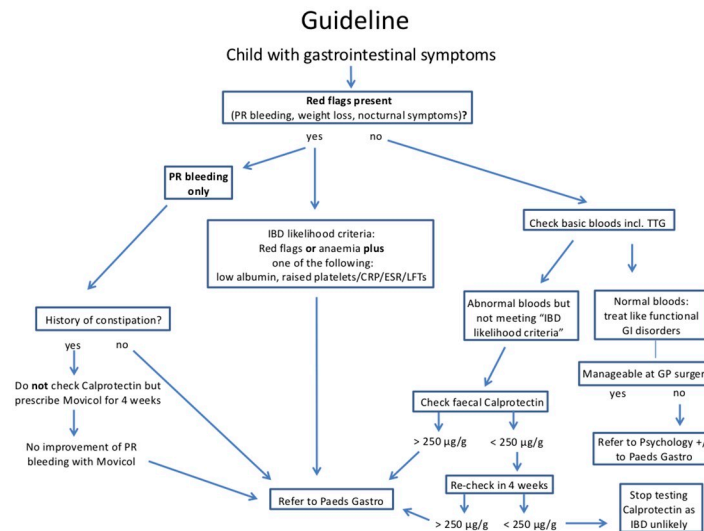 Guideline
Child with gastrointestinal symptoms
Red flags present
(PR bleeding, weight loss, nocturnal symptoms)?
yes
no
PR bleeding
only
IBD likelihood criteria:
Red flags or anaemia plus
one of the following:
low albumin, raised platelets/CRP/ESR/LFTs
Check basic bloods incl. TTG
History of constipation?
yes
no
Do not check Calprotectin but
prescribe Movicol for 4 weeks
No improvement of PR
bleeding with Movicol
Abnormal bloods but
not meeting "IBD
likelihood criteria"
Normal bloods:
treat like functional
GI disorders
Manageable at GP surger
yes
no
Check faecal Calprotectin
> 250 µg/g
< 250 µg/g
Refer to Psychology +/
to Paeds Gastro
Re-check in 4 weeks
Refer to Paeds Gastro
> 250 µg/g
< 250 µg/g
Stop testing
Calprotectin as
IBD unlikely